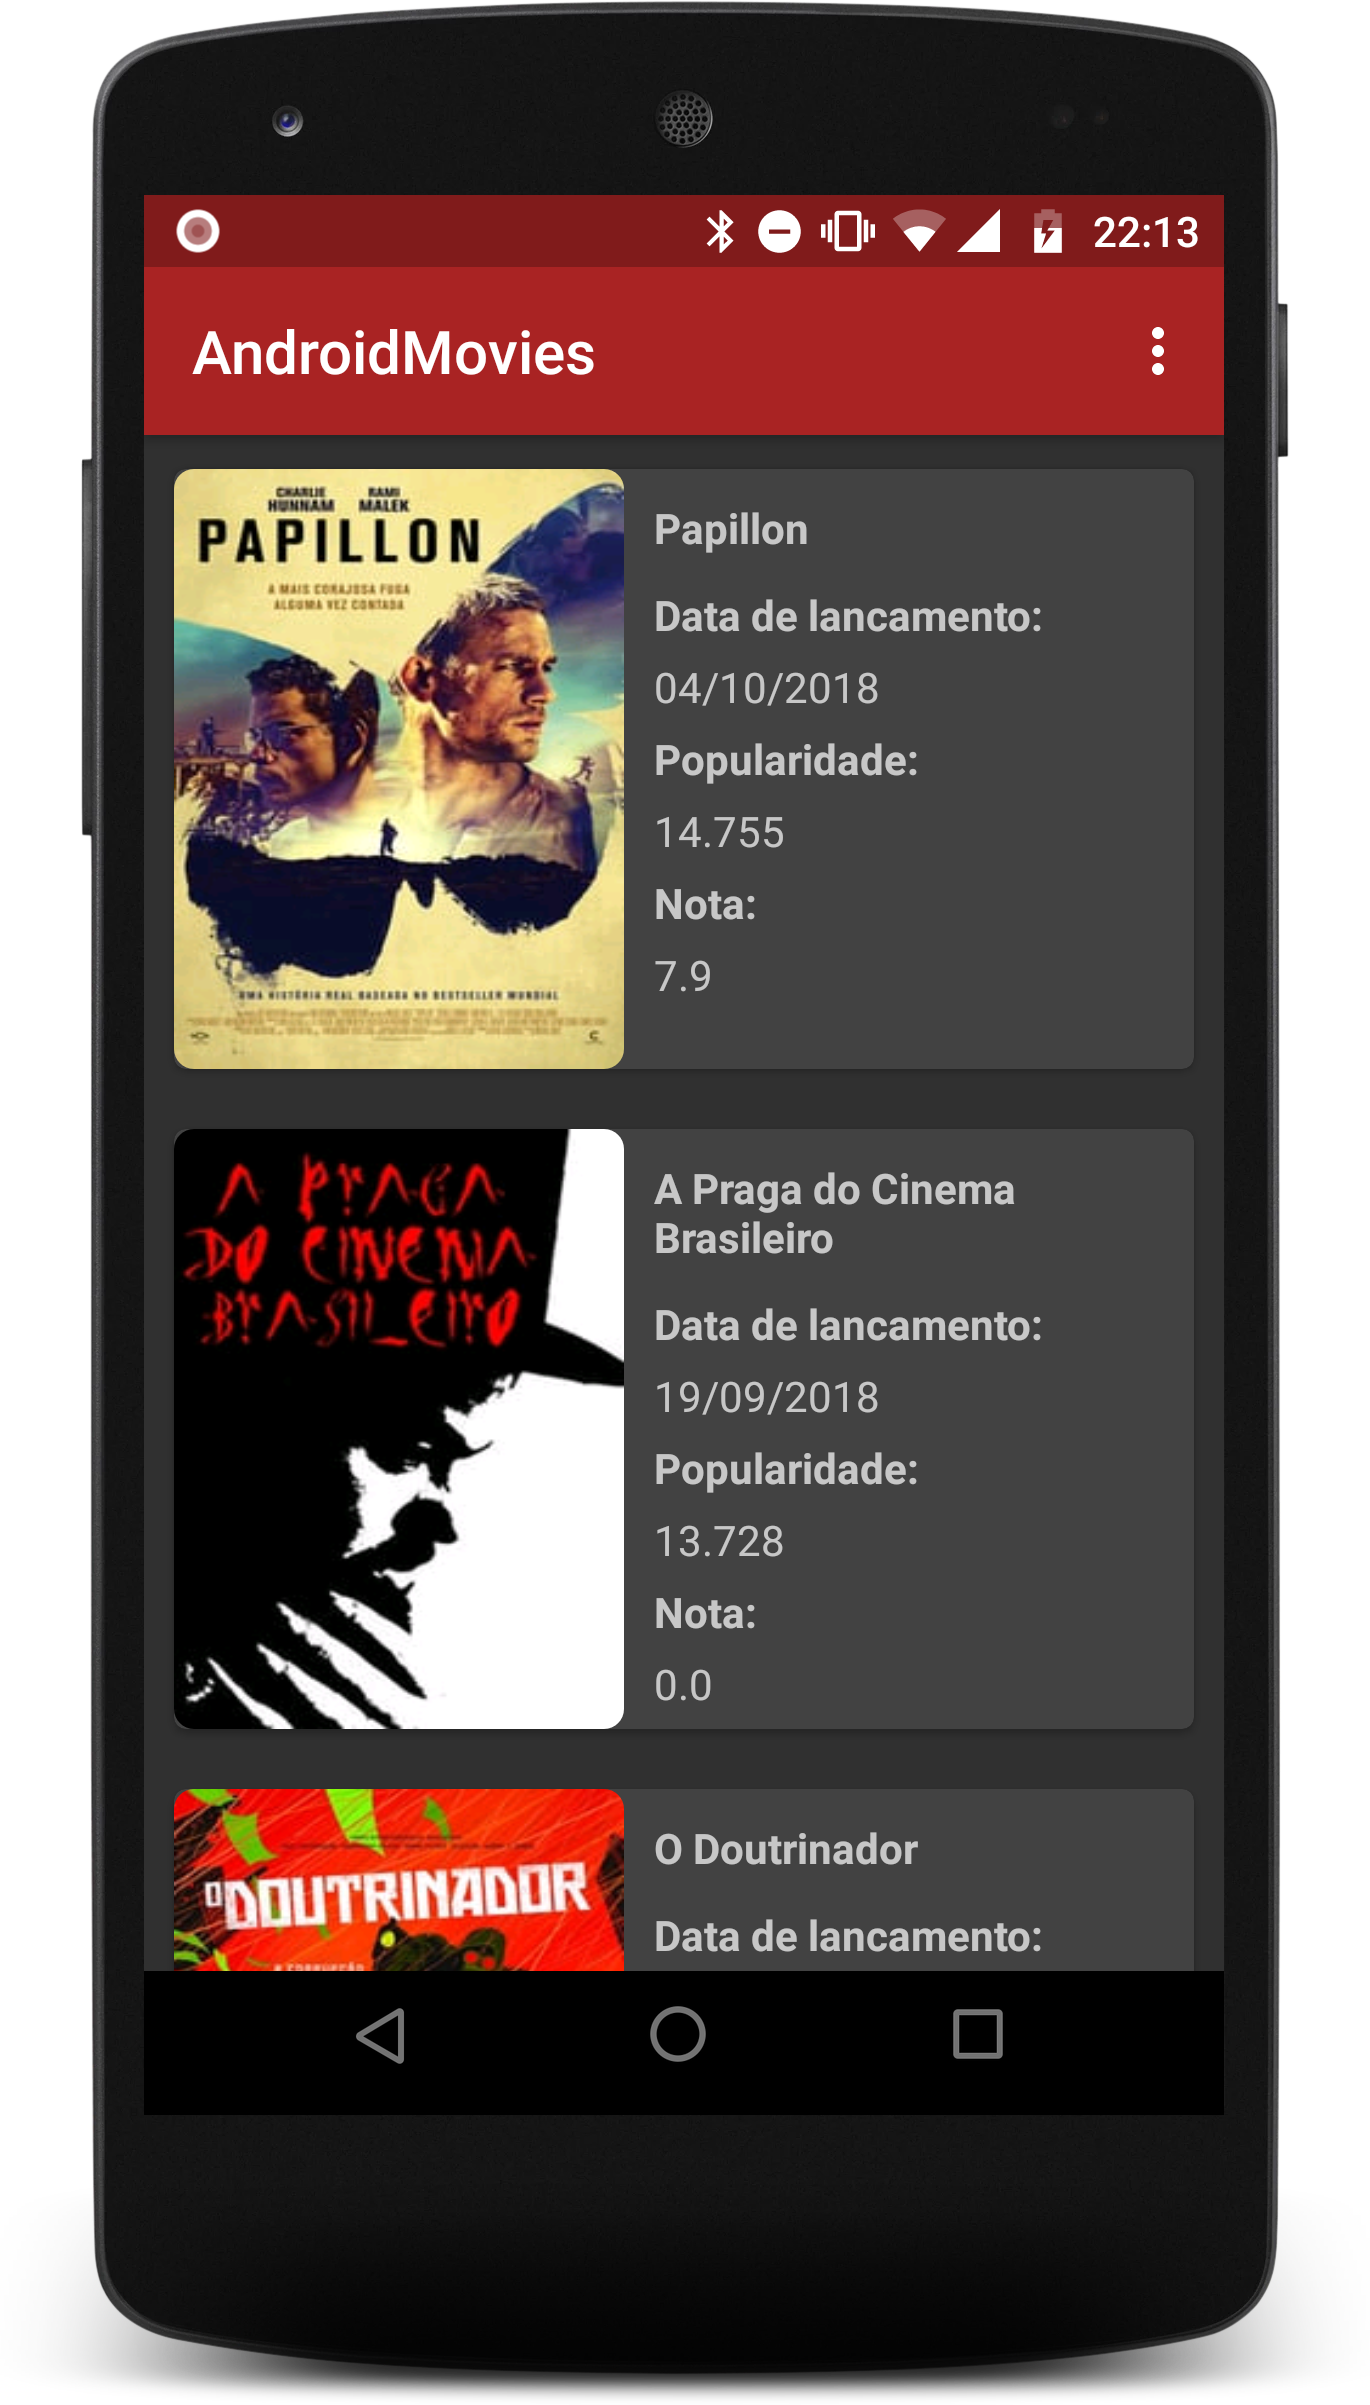 22:13
AndroidMovies
CHARLIE HUNNAM
RAMI MALEK
PAPILLON
A MAIS CORAJOSA FUGA
ALGUMA VEZ CONTADA
UMA HISTÓRIA REAL BASEADA NO BESTSELLER MUNDIAL
Papillon
Data de lancamento:
04/10/2018
Popularidade:
14.755
Nota:
7.9
A PRAGA
DO CINEMA
BRASILEIRO
A Praga do Cinema
Brasileiro
Data de lancamento:
19/09/2018
Popularidade:
13.728
Nota:
0.0
O DOUTRINADOR
O Doutrinador
Data de lancamento: